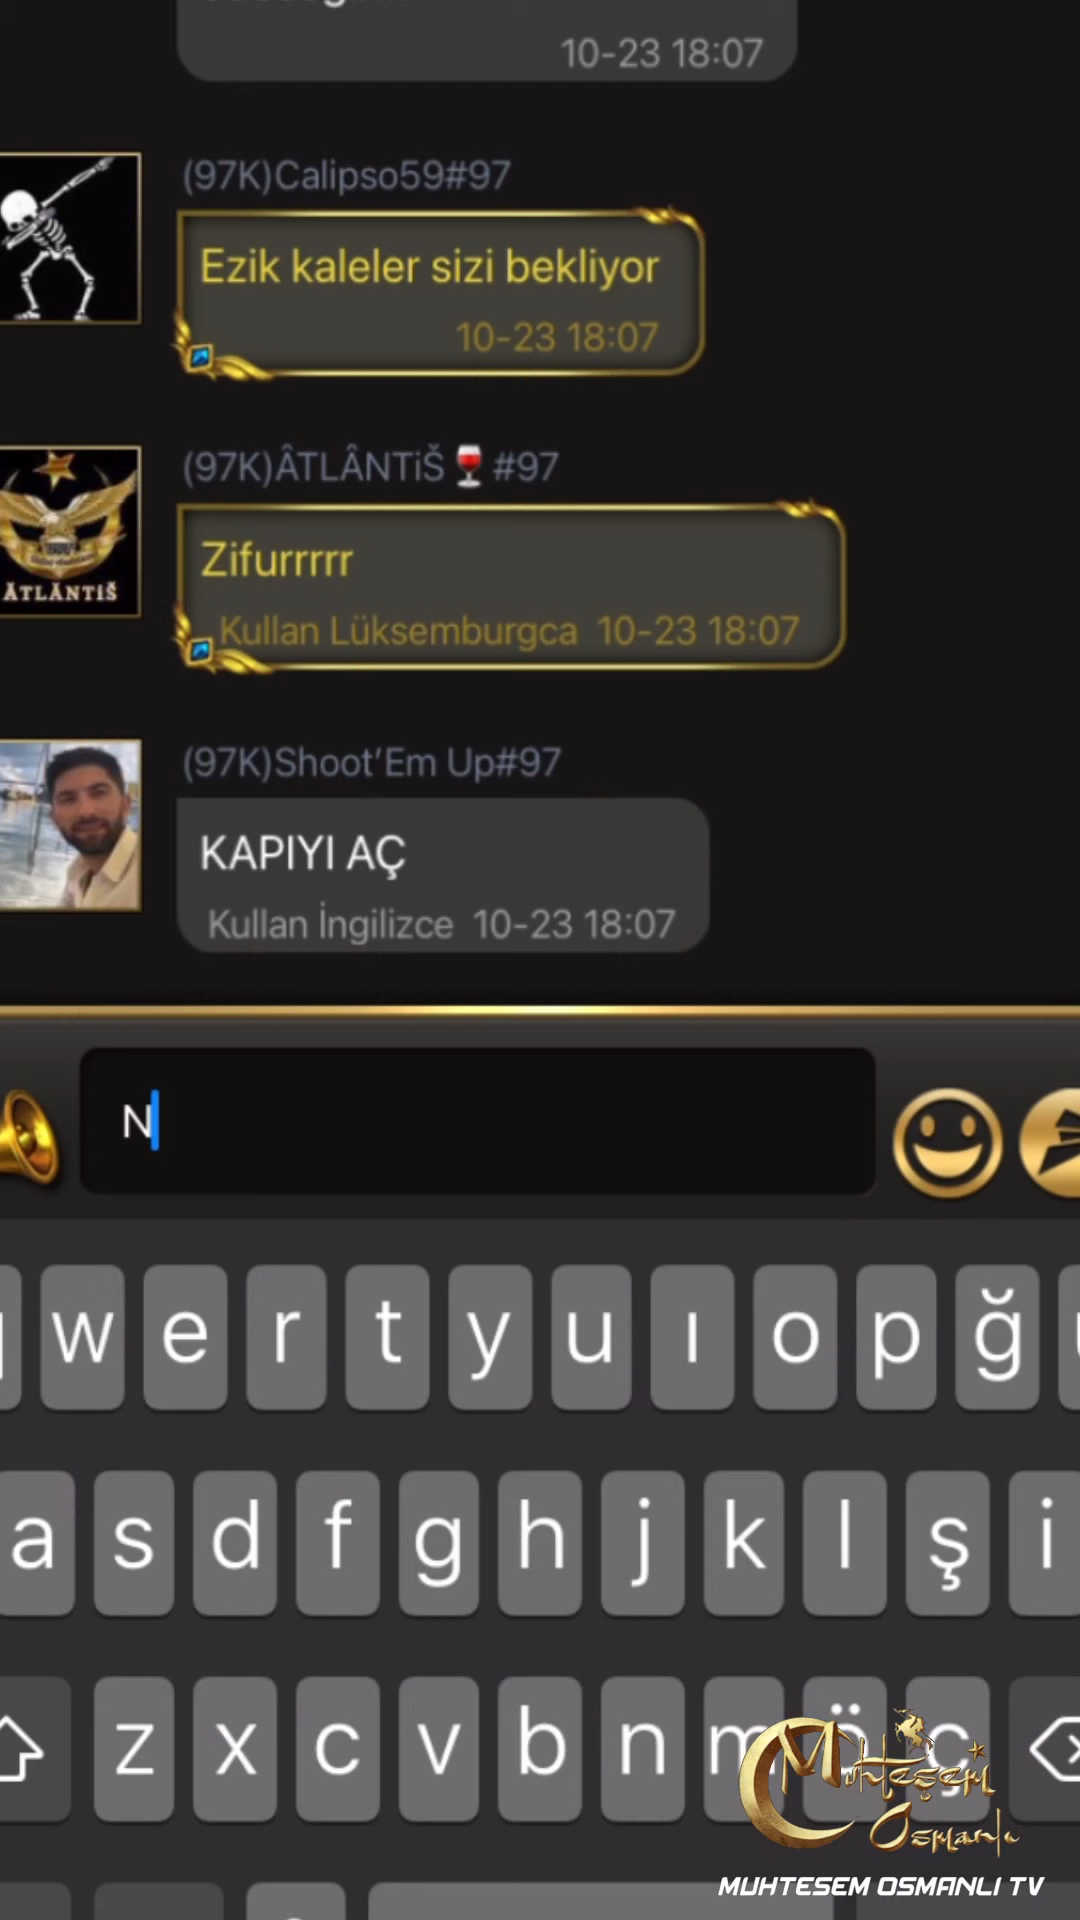 10-23 18:07
(97K)Calipso59#97
Ezik kaleler sizi bekliyor
10-23 18:07
(97K)ÂTLÂNTiŠ🍷#97
Zifurrrrr
ÂTLÂNTİŠ
Kullan Lüksemburgca 10-23 18:07
(97K)Shoot'Em Up#97
KAPIYI AÇ
Kullan İngilizce 10-23 18:07
N
w e r t y u ı o p ğ
a s d f g h j k l ş i
z x c v b n m ö ç
Muhteşem
Osmanlı
MUHTESEM OSMANLI TV